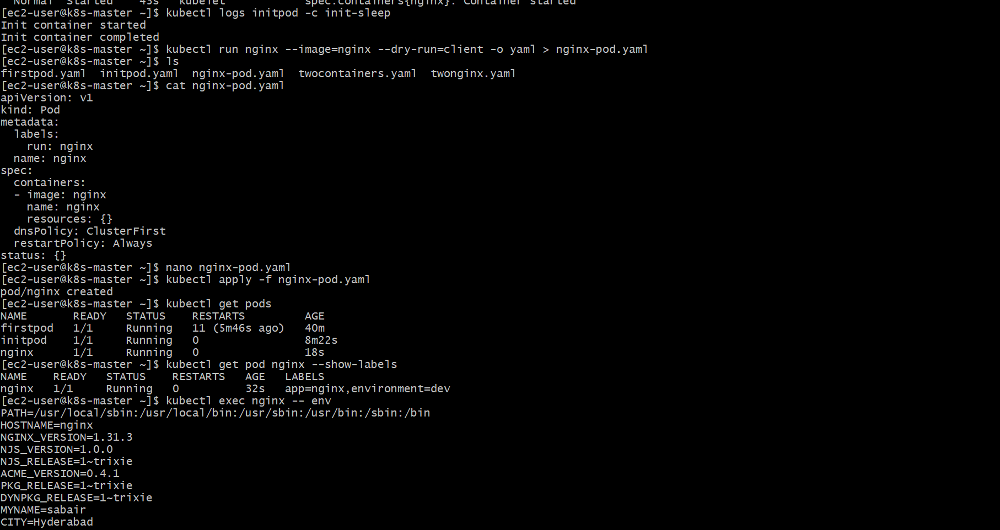 Normal  Started    43s   kubelet            spec.containers{nginx}: Container started
[ec2-user@k8s-master ~]$ kubectl logs initpod -c init-sleep
Init container started
Init container completed
[ec2-user@k8s-master ~]$ kubectl run nginx --image=nginx --dry-run=client -o yaml > nginx-pod.yaml
[ec2-user@k8s-master ~]$ ls
firstpod.yaml  initpod.yaml  nginx-pod.yaml  twocontainers.yaml  twonginx.yaml
[ec2-user@k8s-master ~]$ cat nginx-pod.yaml
apiVersion: v1
kind: Pod
metadata:
  labels:
    run: nginx
  name: nginx
spec:
  containers:
  - image: nginx
    name: nginx
    resources: {}
  dnsPolicy: ClusterFirst
  restartPolicy: Always
status: {}
[ec2-user@k8s-master ~]$ nano nginx-pod.yaml
[ec2-user@k8s-master ~]$ kubectl apply -f nginx-pod.yaml
pod/nginx created
[ec2-user@k8s-master ~]$ kubectl get pods
NAME       READY   STATUS    RESTARTS         AGE
firstpod   1/1     Running   11 (5m46s ago)   40m
initpod    1/1     Running   0                8m22s
nginx      1/1     Running   0                18s
[ec2-user@k8s-master ~]$ kubectl get pod nginx --show-labels
NAME    READY   STATUS    RESTARTS   AGE   LABELS
nginx   1/1     Running   0          32s   app=nginx,environment=dev
[ec2-user@k8s-master ~]$ kubectl exec nginx -- env
PATH=/usr/local/sbin:/usr/local/bin:/usr/sbin:/usr/bin:/sbin:/bin
HOSTNAME=nginx
NGINX_VERSION=1.31.3
NJS_VERSION=1.0.0
NJS_RELEASE=1~trixie
ACME_VERSION=0.4.1
PKG_RELEASE=1~trixie
DYNPKG_RELEASE=1~trixie
MYNAME=sabair
CITY=Hyderabad